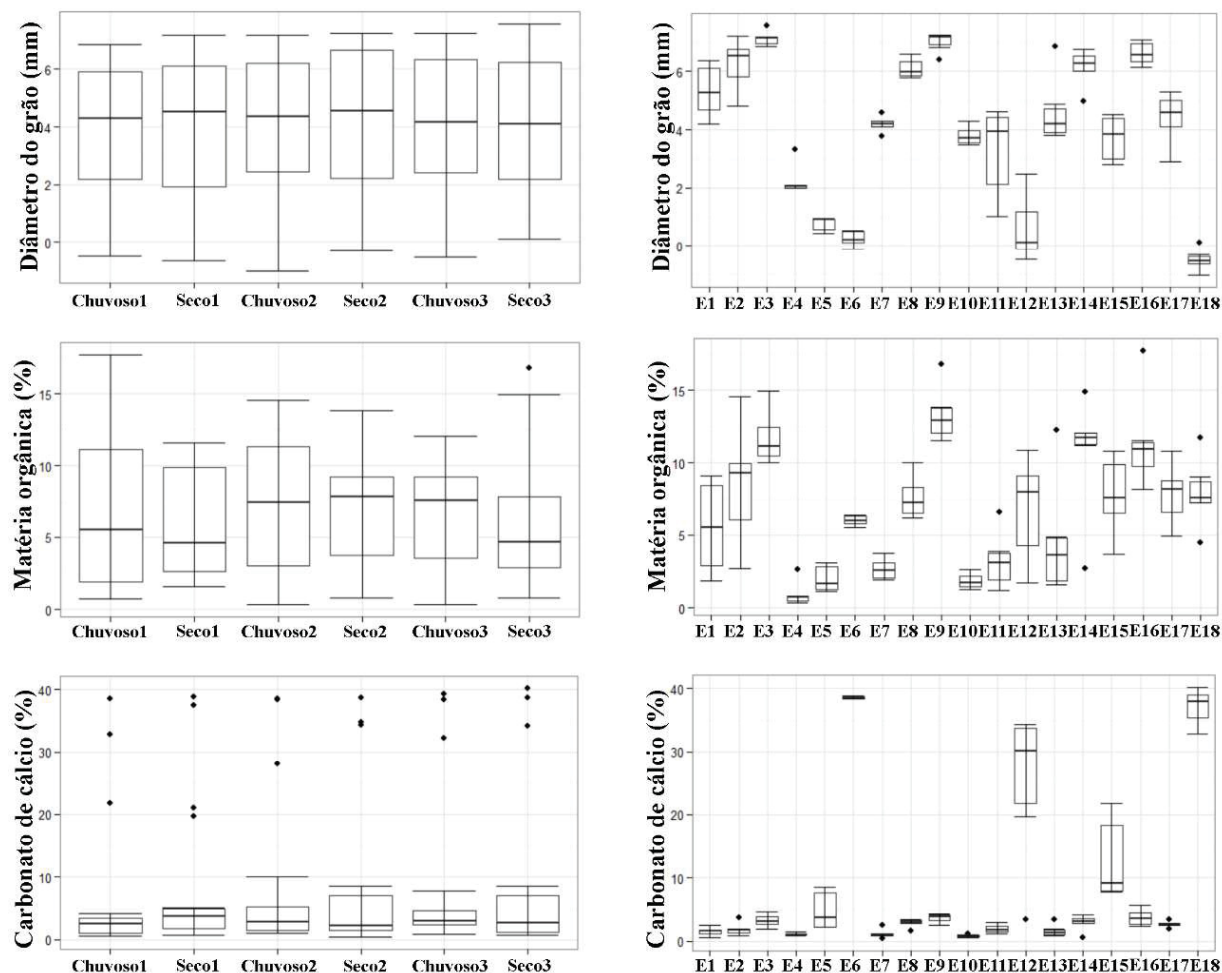 Diâmetro do grão (mm)
6
4
2
0
Chuvoso1 Seco1 Chuvoso2 Seco2 Chuvoso3 Seco3
Diâmetro do grão (mm)
6
4
2
0
E1 E2 E3 E4 E5 E6 E7 E8 E9 E10 E11 E12 E13 E14 E15 E16 E17 E18
Matéria orgânica (%)
15
10
5
0
Chuvoso1 Seco1 Chuvoso2 Seco2 Chuvoso3 Seco3
Matéria orgânica (%)
15
10
5
0
E1 E2 E3 E4 E5 E6 E7 E8 E9 E10 E11 E12 E13 E14 E15 E16 E17 E18
Carbonato de cálcio (%)
40
30
20
10
0
Chuvoso1 Seco1 Chuvoso2 Seco2 Chuvoso3 Seco3
Carbonato de cálcio (%)
40
30
20
10
0
E1 E2 E3 E4 E5 E6 E7 E8 E9 E10 E11 E12 E13 E14 E15 E16 E17 E18